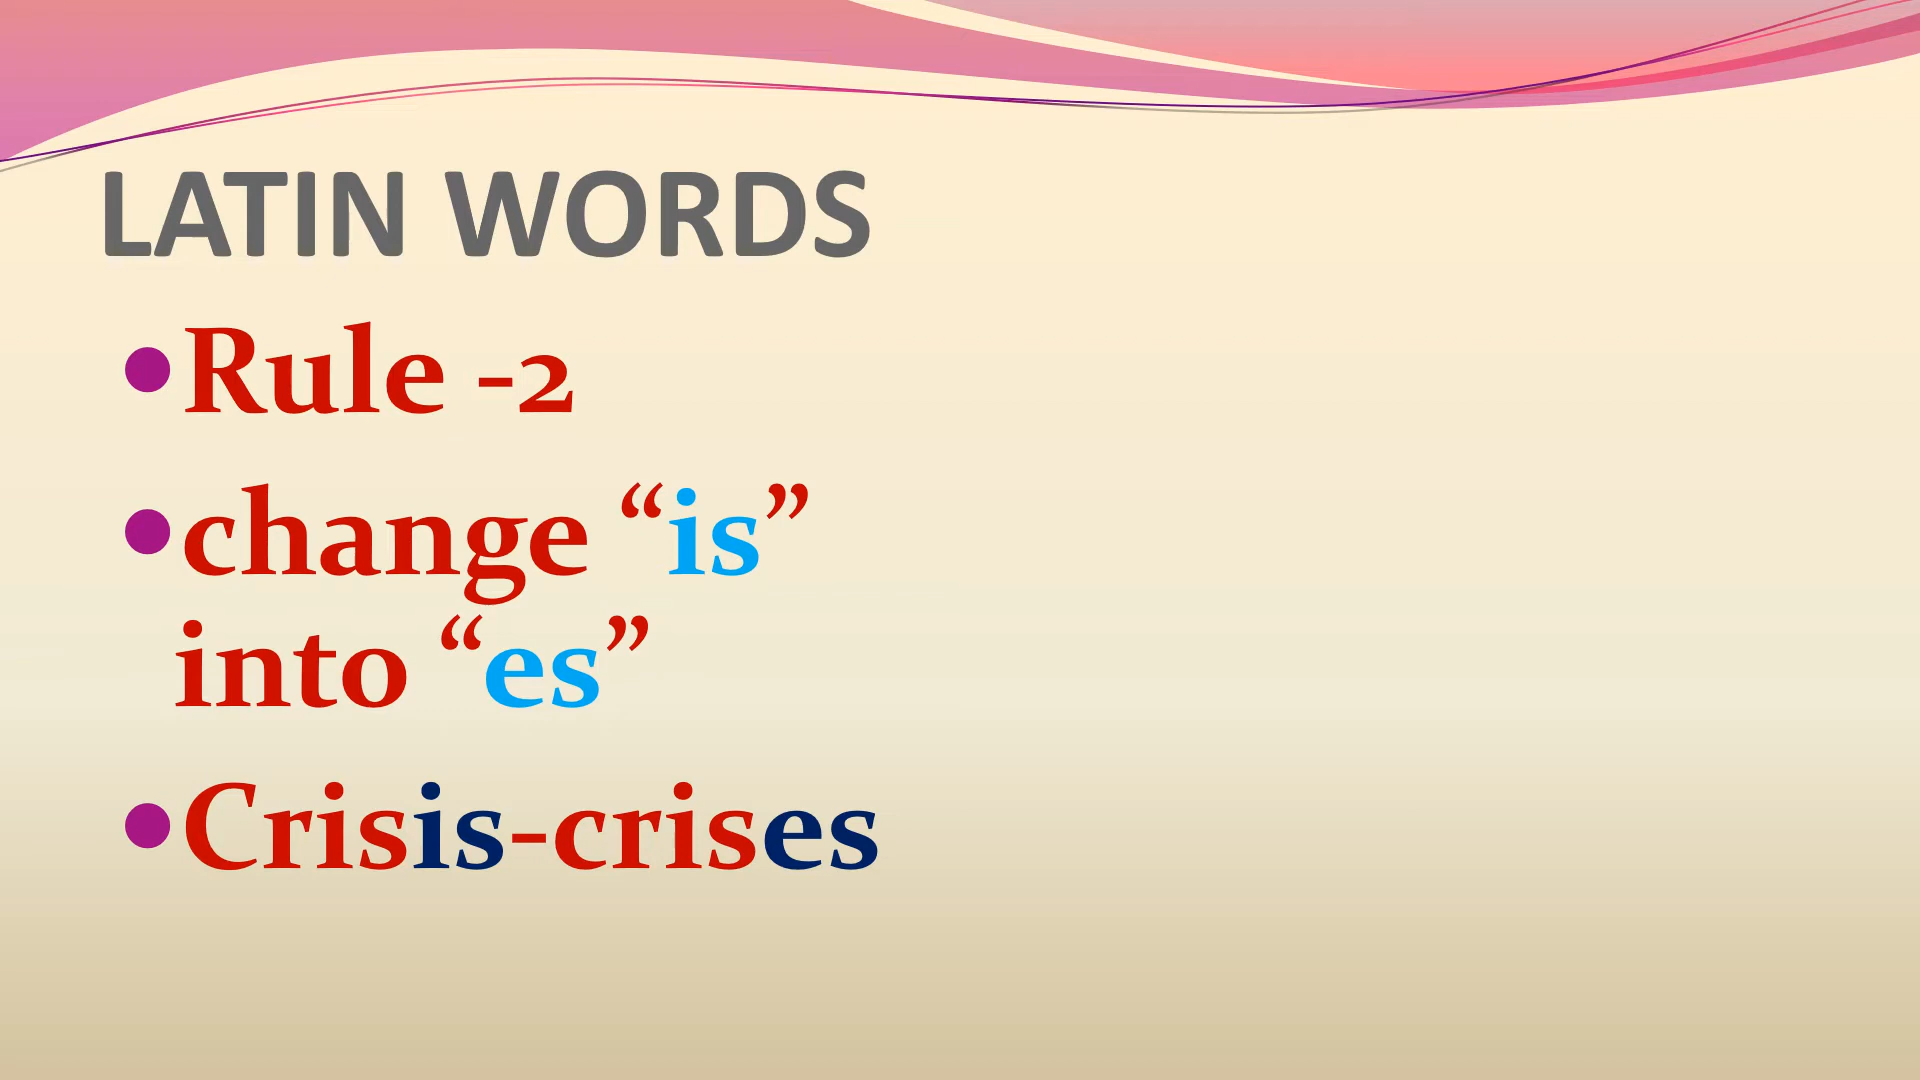 LATIN WORDS
•Rule -2
•change “is”
into “es”
•Crisis-crises